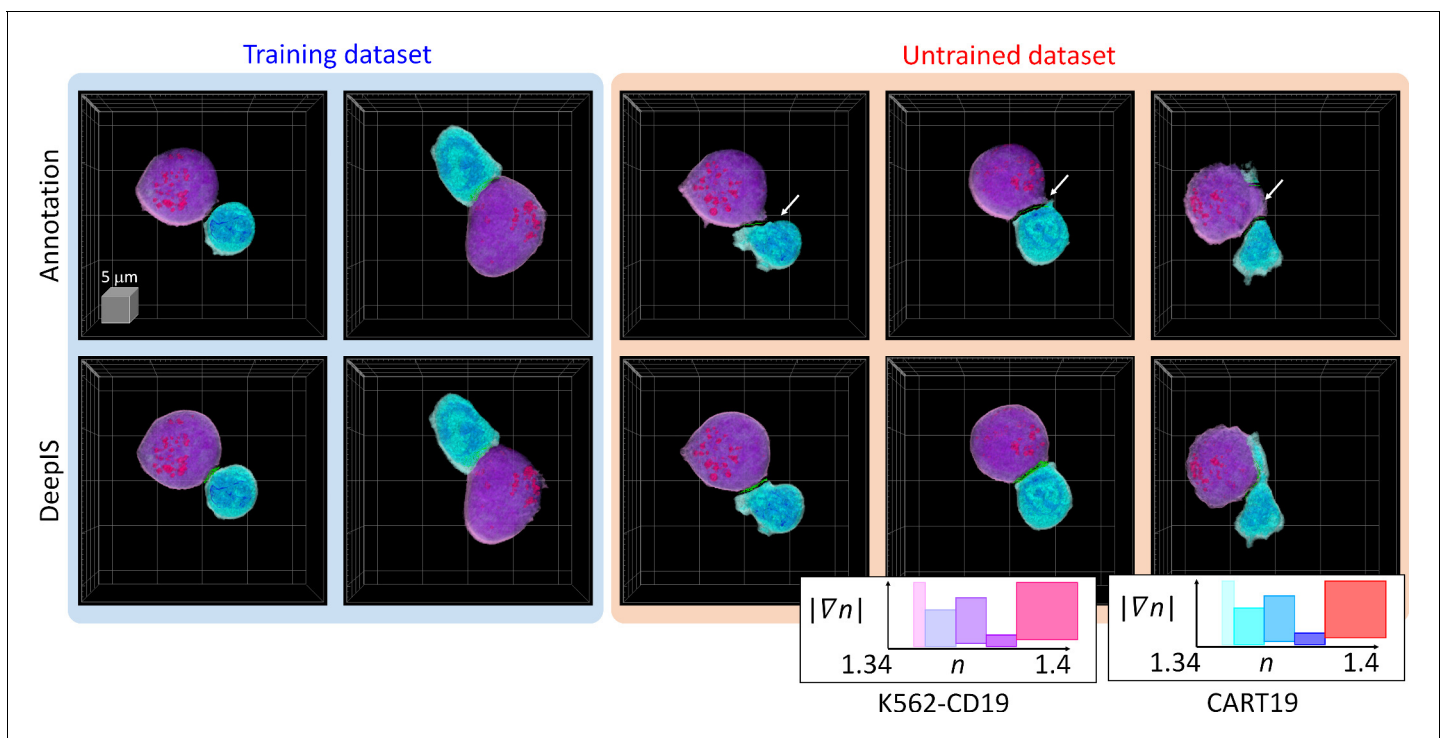 Training dataset
Untrained dataset
Annotation
5 μm
DeepIS
|∇n|
1.34 n 1.4
K562-CD19
|∇n|
1.34 n 1.4
CART19